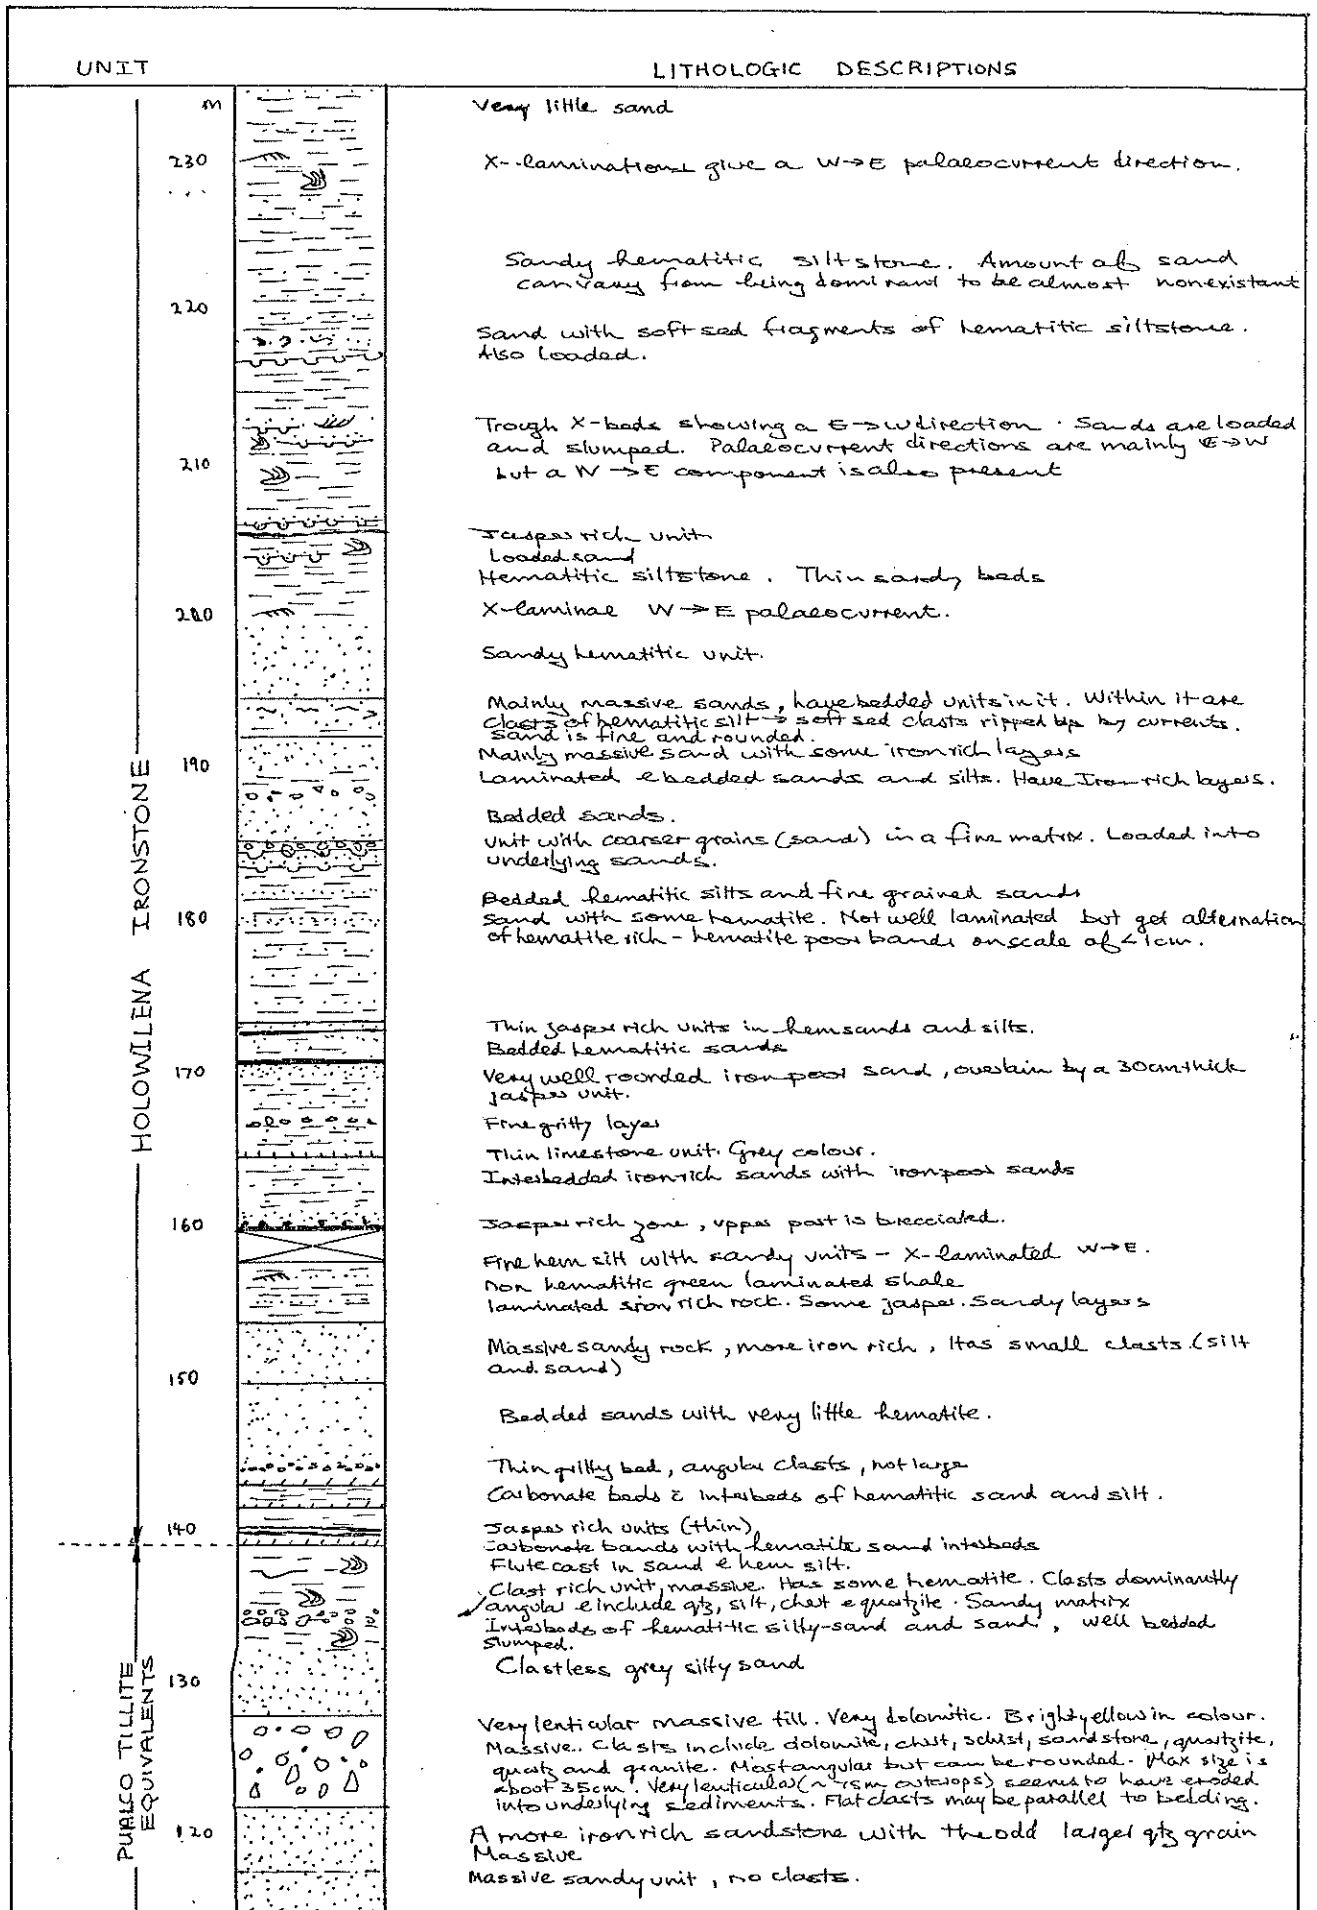 UNIT
LITHOLOGIC DESCRIPTIONS
m
Very little sand
230
X-laminations give a W→E palaeocurrent direction.
Sandy hematitic siltstone. Amount of sand
can vary from being dominant to be almost nonexistant
220
Sand with soft sed fragments of hematitic siltstone.
Also loaded.
Trough X-beds showing a E→W direction. Sands are loaded
and slumped. Palaeocurrent directions are mainly E→W
but a W→E component is also present
210
Jasper rich unit
Loaded sand
Hematitic siltstone. Thin sandy beds
200
X-laminae W→E palaeocurrent.
Sandy hematitic unit.
Mainly massive sands, have bedded units in it. Within it are
clasts of hematitic silt → soft sed clasts ripped up by currents.
Sand is fine and rounded.
190
Mainly massive sand with some iron rich layers
Laminated e bedded sands and silts. Have Iron-rich layers.
Bedded sands.
Unit with coarser grains (sand) in a fine matrix. Loaded into
underlying sands.
Bedded hematitic silts and fine grained sands
180
Sand with some hematite. Not well laminated but get alternation
of hematite rich - hematite poor bands on scale of <1cm.
Thin jasper rich units in hem sands and silts.
Bedded hematitic sands
170
Very well rounded iron poor sand, overlain by a 30cm thick
jasper unit.
Fine gritty layer
Thin limestone unit. Grey colour.
Interbedded iron rich sands with iron poor sands
160
Jasper rich zone, upper part is brecciated.
Fine hem silt with sandy units - X-laminated W→E.
Non hematitic green laminated shale
laminated iron rich rock. Some jasper. Sandy layers
Massive sandy rock, more iron rich, Has small clasts (silt
and sand)
150
Bedded sands with very little hematite.
Thin gritty bed, angular clasts, not large
Carbonate beds c̄ interbeds of hematitic sand and silt.
140
Jasper rich units (thin)
Carbonate bands with hematite sand interbeds
Flute cast in sand e hem silt.
Clast rich unit, massive. Has some hematite. Clasts dominantly
angular e include qtz, silt, chert e quartzite. Sandy matrix
Interbeds of hematitic silty-sand and sand, well bedded
Slumped.
Clastless grey silty sand
130
Very lenticular massive till. Very dolomitic. Bright yellow in colour.
Massive. Clasts include dolomite, chert, schist, sandstone, quartzite,
quartz and granite. Most angular but can be rounded. Max size is
about 35cm. Very lenticular (~ 75m outcrops) seems to have eroded
into underlying sediments. Flat clasts may be parallel to bedding.
120
A more iron rich sandstone with the odd larger qtz grain
Massive
Massive sandy unit, no clasts.
HOLOWILENA IRONSTONE
PUALCO TILLITE
EQUIVALENTS